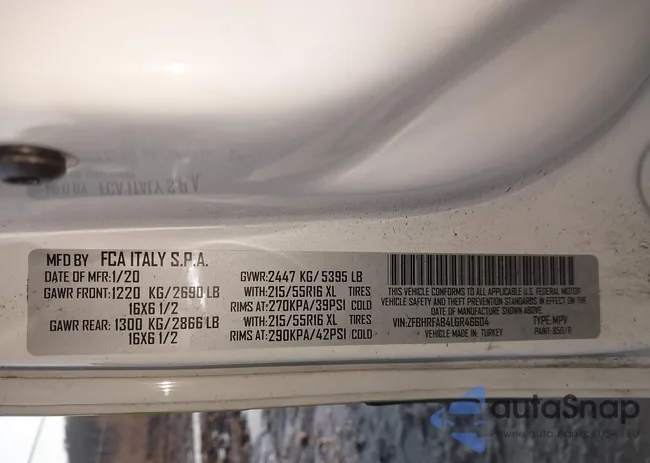 FCA ITALY S.P.A.
MFD BY FCA ITALY S.P.A.
DATE OF MFR:1/20 GVWR:2447 KG/ 5395 LB
GAWR FRONT:1220 KG/2690 LB WITH:215/55R16 XL TIRES
16X6 1/2 RIMS AT:270KPA/39PSI COLD
GAWR REAR:1300 KG/2866 LB WITH:215/55R16 XL TIRES
16X6 1/2 RIMS AT:290KPA/42PSI COLD
THIS VEHICLE CONFORMS TO ALL APPLICABLE U.S. FEDERAL MOTOR
VEHICLE SAFETY, BUMPER, AND THEFT PREVENTION STANDARDS IN
EFFECT ON THE DATE OF MANUFACTURE SHOWN ABOVE.
VIN:ZFBHRFAB4L6R46604 TYPE: MPV
VEHICLE MADE IN: TURKEY PAINT:
autoSnap